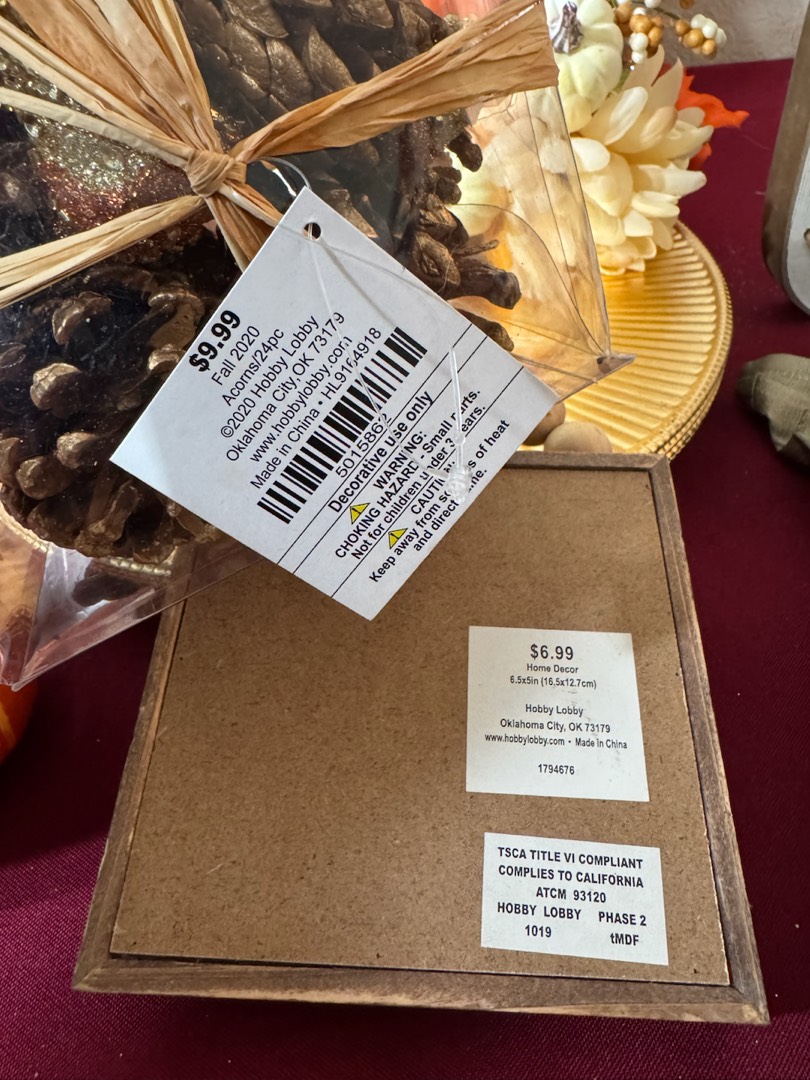 $9.99
Fall 2020
Acorns/24pc
©2020 Hobby Lobby
Oklahoma City, OK 73179
www.hobbylobby.com
Made in China •
Decorative use only
WARNING:
CHOKING HAZARD - Small parts.
Not for children under 3 years.
CAUTION:
Keep away from sources of heat
and direct
$6.99
Home Decor
6.5x5in (16.5x12.7cm)
Hobby Lobby
Oklahoma City, OK 73179
www.hobbylobby.com • Made in China
1794676
TSCA TITLE VI COMPLIANT
COMPLIES TO CALIFORNIA
ATCM 93120
HOBBY LOBBY PHASE 2
1019 tMDF